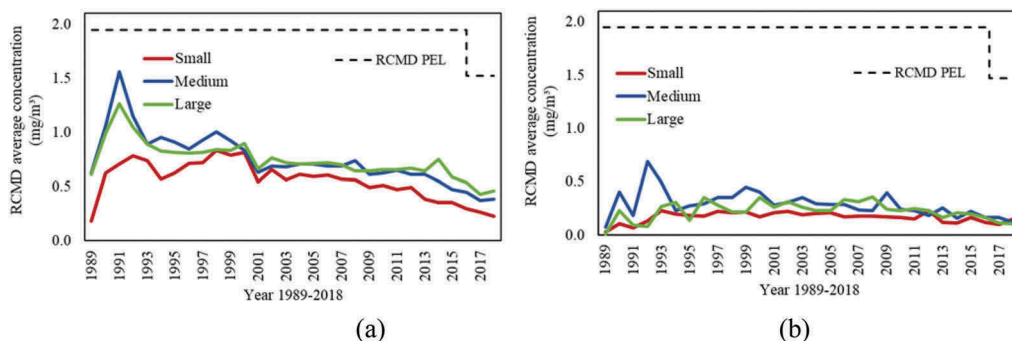 (a)
2.0
1.5
1.0
0.5
0.0
RCMD average concentration
(mg/m³)
Small
Medium
Large
RCMD PEL
1989
1991
1993
1995
1997
1999
2001
2003
2005
2007
2009
2011
2013
2015
2017
Year 1989-2018
(a)
(b)
2.0
1.5
1.0
0.5
0.0
RCMD average concentration
(mg/m³)
RCMD PEL
Small
Medium
Large
1989
1991
1993
1995
1997
1999
2001
2003
2005
2007
2009
2011
2013
2015
2017
Year 1989-2018
(b)